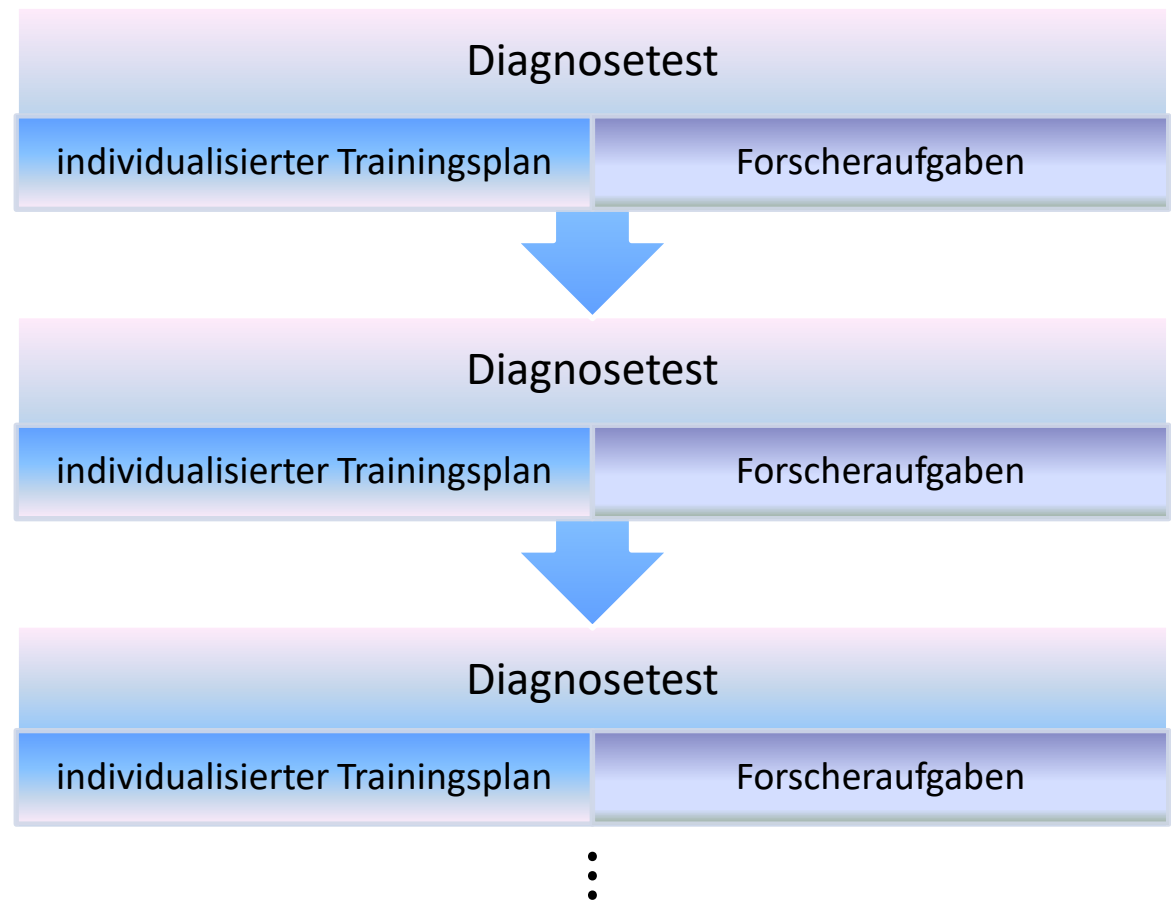 Diagnosetest
individualisierter Trainingsplan
Forscheraufgaben
Diagnosetest
individualisierter Trainingsplan
Forscheraufgaben
Diagnosetest
individualisierter Trainingsplan
Forscheraufgaben
⋮